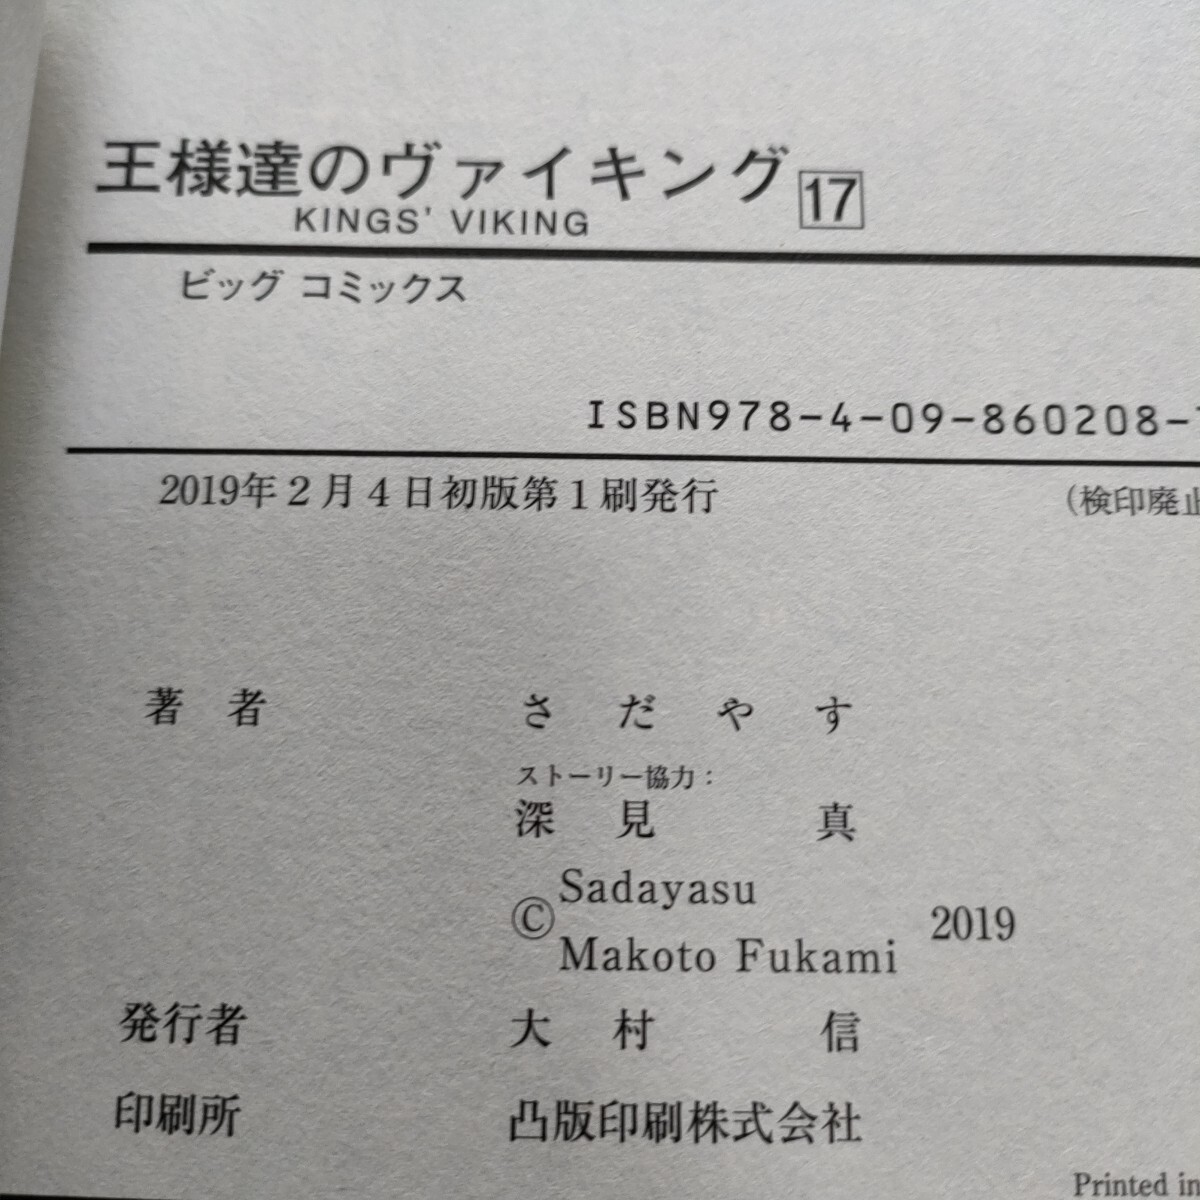 王様達のヴァイキング 17
KINGS' VIKING
ビッグ コミックス
ISBN978-4-09-860208-
2019年2月4日初版第1刷発行 (検印廃止
著者 さだやす
ストーリー協力：
深見 真
© Sadayasu
Makoto Fukami 2019
発行者 大村 信
印刷所 凸版印刷株式会社
Printed in